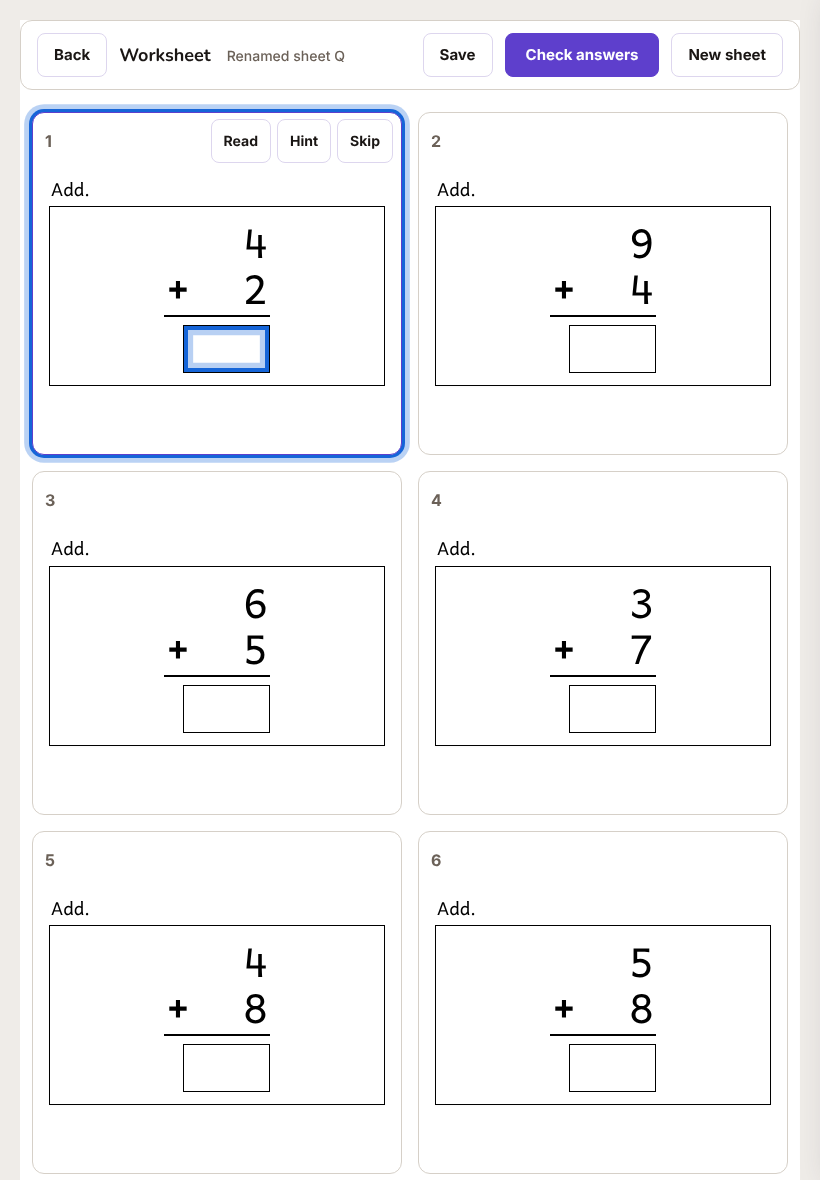 Back Worksheet Renamed sheet Q Save Check answers New sheet
1 Read Hint Skip
Add.
4
+ 2
2
Add.
9
+ 4
3
Add.
6
+ 5
4
Add.
3
+ 7
5
Add.
4
+ 8
6
Add.
5
+ 8